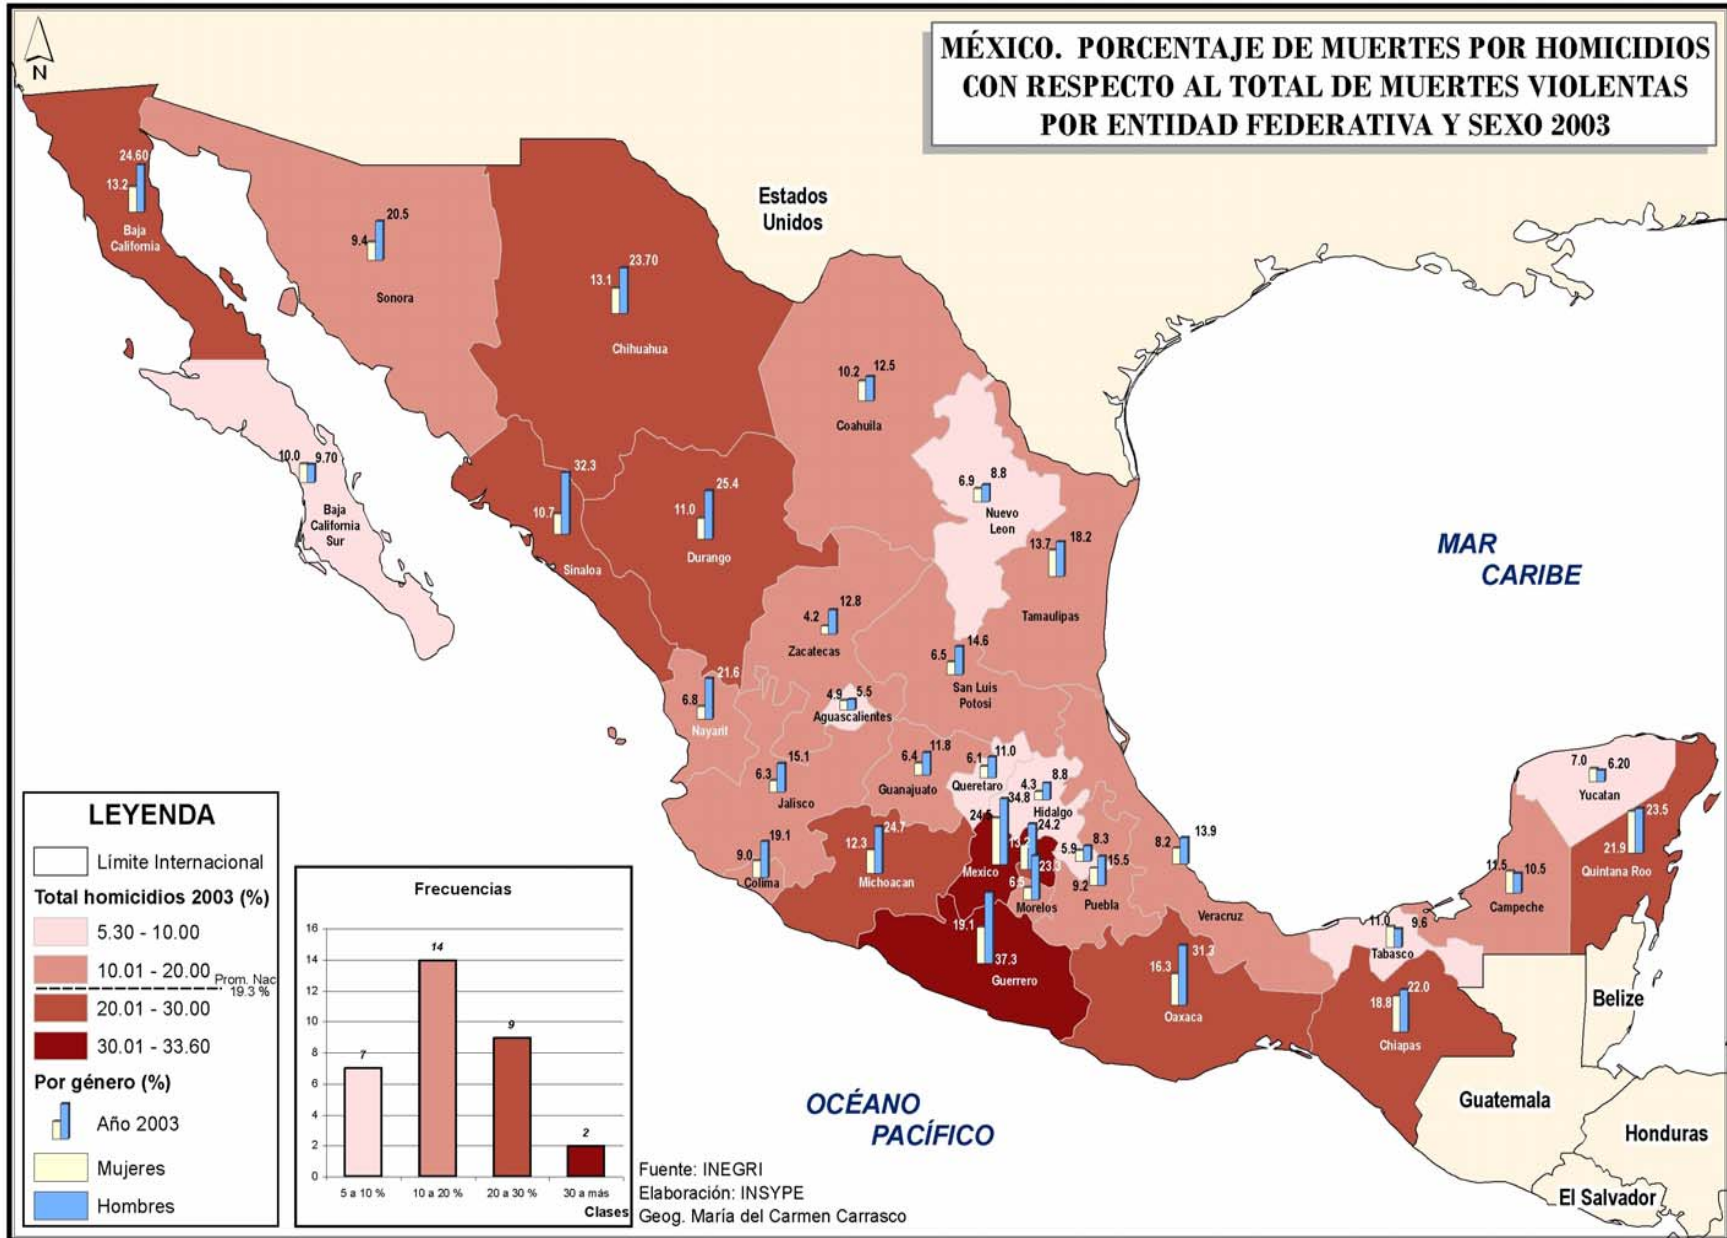 N
MÉXICO. PORCENTAJE DE MUERTES POR HOMICIDIOS
CON RESPECTO AL TOTAL DE MUERTES VIOLENTAS
POR ENTIDAD FEDERATIVA Y SEXO 2003
Estados
Unidos
24.60
13.2
Baja
California
20.5
9.4
Sonora
23.70
13.1
Chihuahua
10.2
12.5
Coahuila
10.0
9.70
Baja
California
Sur
32.3
10.7
Sinaloa
25.4
11.0
Durango
6.9
8.8
Nuevo
Leon
13.7
18.2
Tamaulipas
MAR
CARIBE
12.8
4.2
Zacatecas
14.6
6.5
San Luis
Potosi
21.6
6.8
Nayarit
4.9
5.5
Aguascalientes
15.1
6.3
Jalisco
6.4
11.8
Guanajuato
6.1
11.0
Queretaro
4.3
8.8
Hidalgo
34.8
24.5
Mexico
24.2
13.2
23.3
6.5
Morelos
5.9
8.3
15.5
9.2
Puebla
8.2
13.9
Veracruz
19.1
9.0
Colima
24.7
12.3
Michoacan
19.1
37.3
Guerrero
31.3
16.3
Oaxaca
22.0
18.8
Chiapas
11.0
9.6
Tabasco
11.5
10.5
Campeche
7.0
6.20
Yucatan
23.5
21.9
Quintana Roo
Belize
Guatemala
Honduras
El Salvador
OCÉANO
PACÍFICO
LEYENDA
Límite Internacional
Total homicidios 2003 (%)
5.30 - 10.00
10.01 - 20.00
Prom. Nac
19.3 %
20.01 - 30.00
30.01 - 33.60
Por género (%)
Año 2003
Mujeres
Hombres
Frecuencias
16
14
12
10
8
6
4
2
0
7
14
9
2
5 a 10 %
10 a 20 %
20 a 30 %
30 a más
Clases
Fuente: INEGRI
Elaboración: INSYPE
Geog. María del Carmen Carrasco